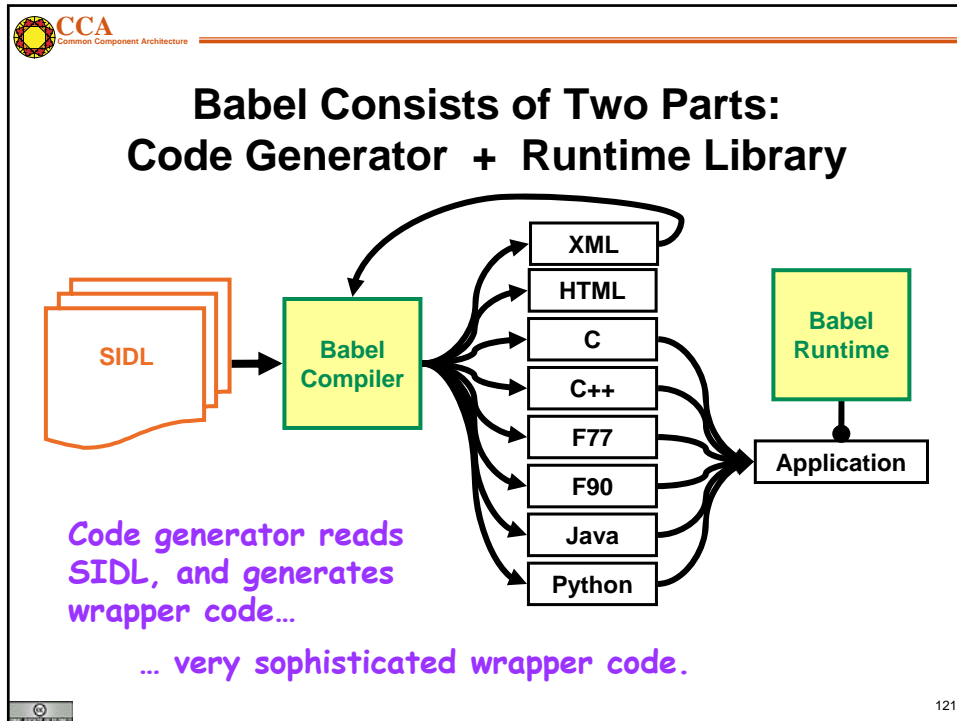 CCA
Common Component Architecture
Babel Consists of Two Parts:
Code Generator + Runtime Library
SIDL
Babel
Compiler
XML
HTML
C
C++
F77
F90
Java
Python
Babel
Runtime
Application
Code generator reads
SIDL, and generates
wrapper code…
… very sophisticated wrapper code.
121